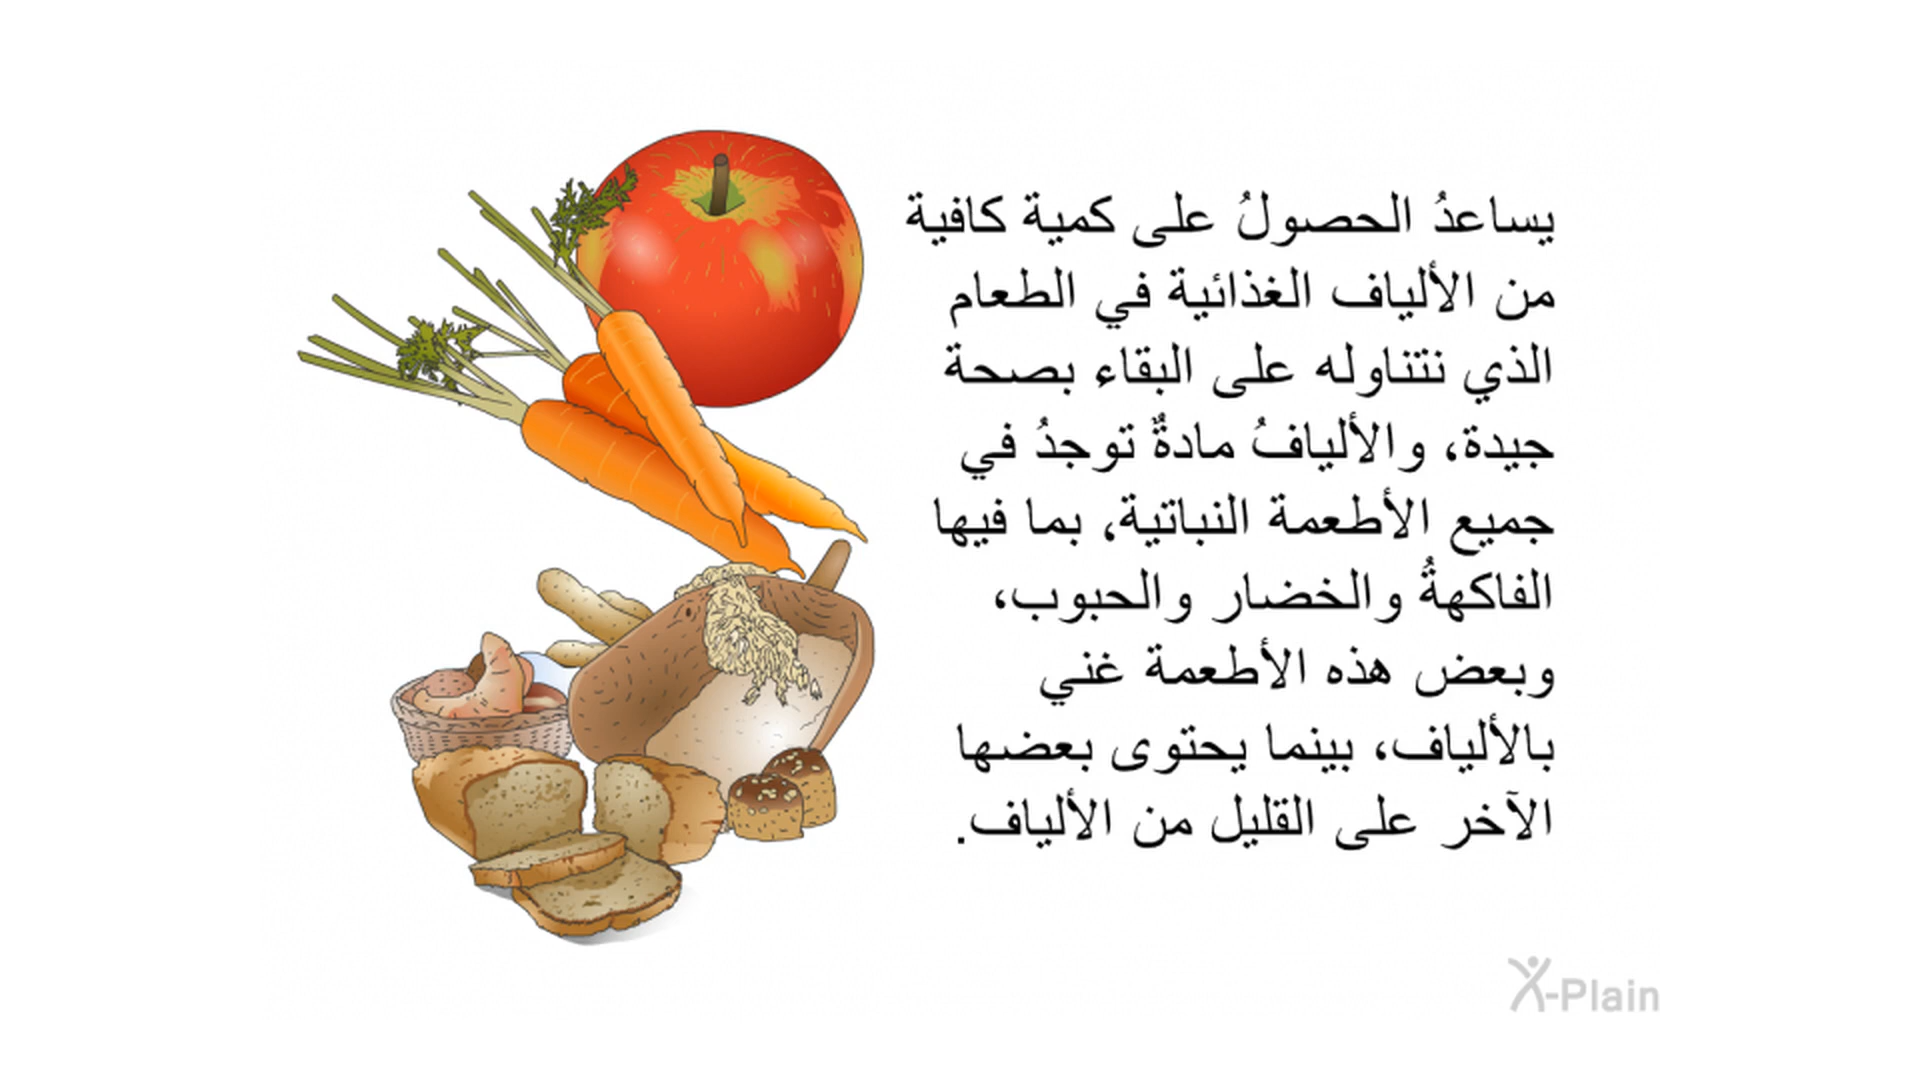 يساعدُ الحصولُ على كمية كافية
من الألياف الغذائية في الطعام
الذي نتناوله على البقاء بصحة
جيدة، والأليافُ مادةٌ توجدُ في
جميع الأطعمة النباتية، بما فيها
الفاكهةُ والخضار والحبوب،
وبعض هذه الأطعمة غني
بالألياف، بينما يحتوى بعضها
الآخر على القليل من الألياف.
X-Plain